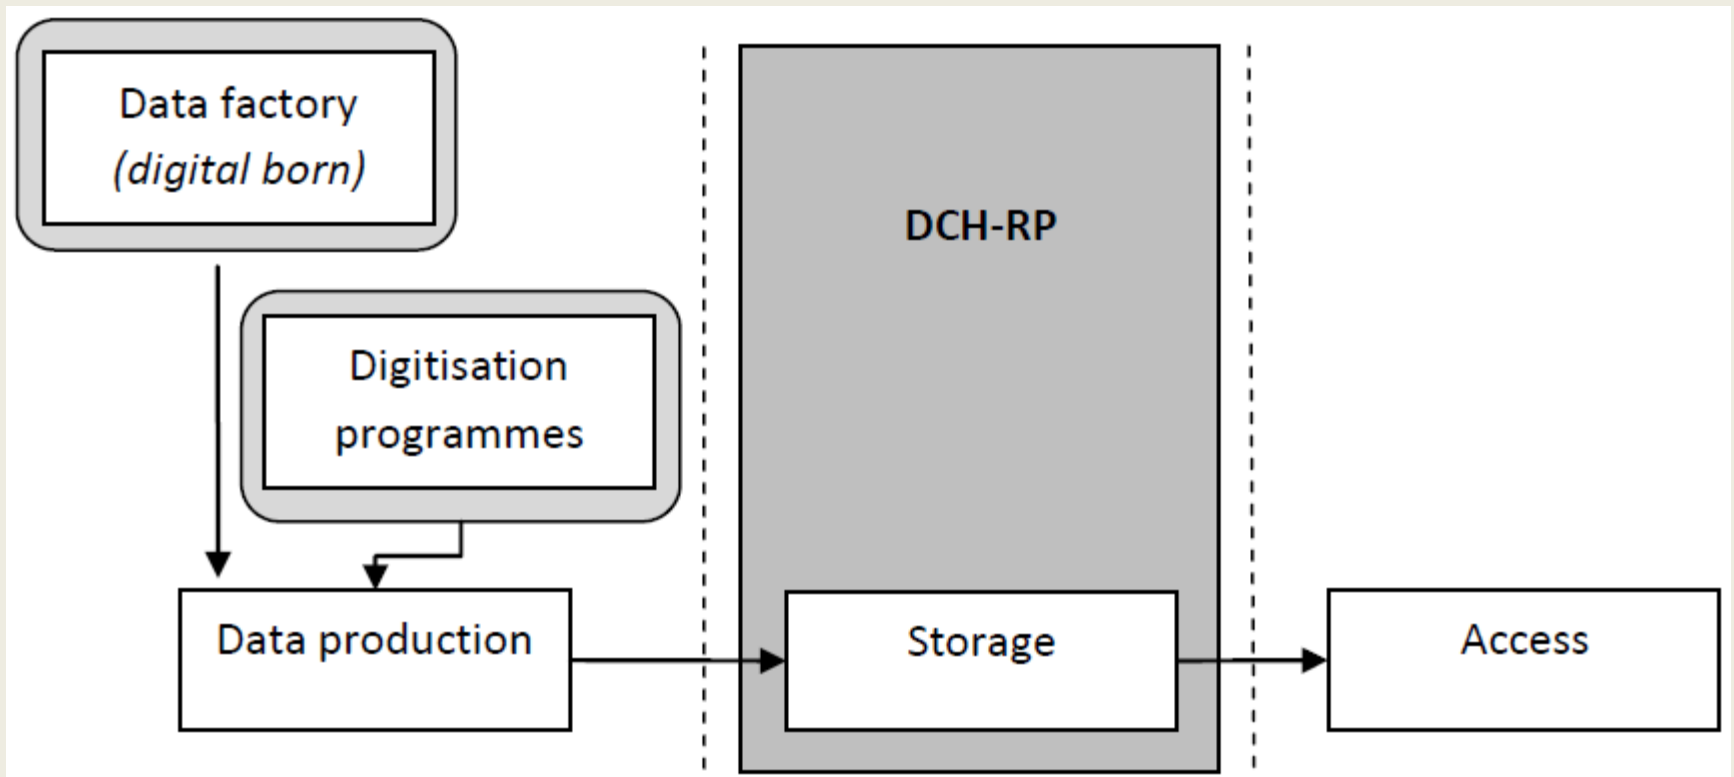 Data factory
(digital born)
Digitisation
programmes
DCH-RP
Data production
Storage
Access